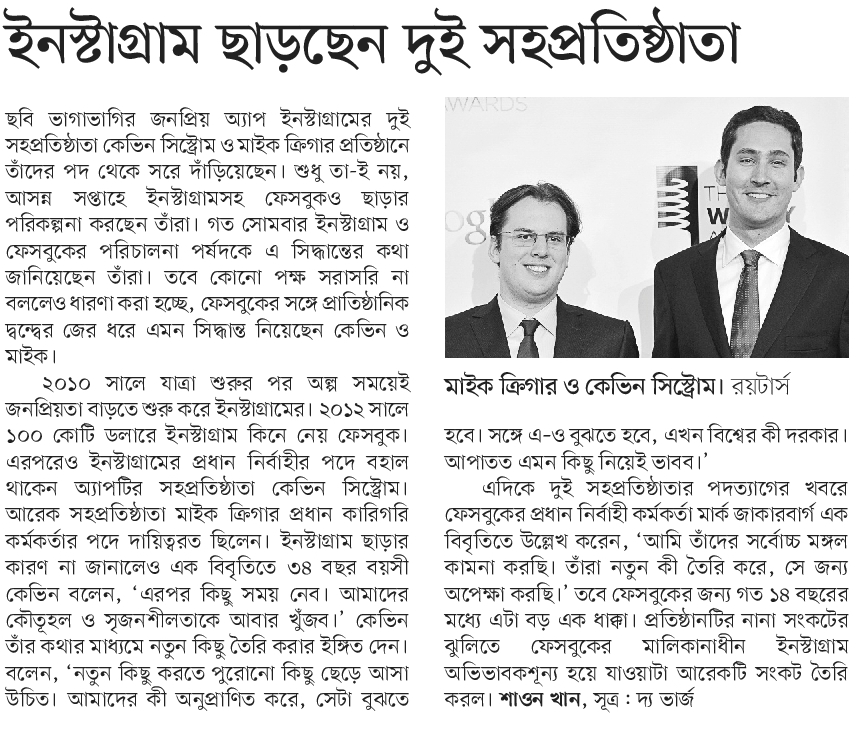 ইনস্টাগ্রাম ছাড়ছেন দুই সহপ্রতিষ্ঠাতা
ছবি ভাগাভাগির জনপ্রিয় অ্যাপ ইনস্টাগ্রামের দুই
সহপ্রতিষ্ঠাতা কেভিন সিস্ট্রোম ও মাইক ক্রিগার প্রতিষ্ঠানে
তাঁদের পদ থেকে সরে দাঁড়িয়েছেন। শুধু তা-ই নয়,
আসন্ন সপ্তাহে ইনস্টাগ্রামসহ ফেসবুকও ছাড়ার
পরিকল্পনা করছেন তাঁরা। গত সোমবার ইনস্টাগ্রাম ও
ফেসবুকের পরিচালনা পর্ষদকে এ সিদ্ধান্তের কথা
জানিয়েছেন তাঁরা। তবে কোনো পক্ষ সরাসরি না
বললেও ধারণা করা হচ্ছে, ফেসবুকের সঙ্গে প্রাতিষ্ঠানিক
দ্বন্দ্বের জের ধরে এমন সিদ্ধান্ত নিয়েছেন কেভিন ও
মাইক।
২০১০ সালে যাত্রা শুরুর পর অল্প সময়েই
জনপ্রিয়তা বাড়তে শুরু করে ইনস্টাগ্রামের। ২০১২ সালে
১০০ কোটি ডলারে ইনস্টাগ্রাম কিনে নেয় ফেসবুক।
এরপরেও ইনস্টাগ্রামের প্রধান নির্বাহীর পদে বহাল
থাকেন অ্যাপটির সহপ্রতিষ্ঠাতা কেভিন সিস্ট্রোম।
আরেক সহপ্রতিষ্ঠাতা মাইক ক্রিগার প্রধান কারিগরি
কর্মকর্তার পদে দায়িত্বরত ছিলেন। ইনস্টাগ্রাম ছাড়ার
কারণ না জানালেও এক বিবৃতিতে ৩৪ বছর বয়সী
কেভিন বলেন, ‘এরপর কিছু সময় নেব। আমাদের
কৌতূহল ও সৃজনশীলতাকে আবার খুঁজব।’ কেভিন
তাঁর কথার মাধ্যমে নতুন কিছু তৈরি করার ইঙ্গিত দেন।
বলেন, ‘নতুন কিছু করতে পুরোনো কিছু ছেড়ে আসা
উচিত। আমাদের কী অনুপ্রাণিত করে, সেটা বুঝতে
AWARDS
ogl
TH
W Y
A
মাইক ক্রিগার ও কেভিন সিস্ট্রোম। রয়টার্স
হবে। সঙ্গে এ-ও বুঝতে হবে, এখন বিশ্বের কী দরকার।
আপাতত এমন কিছু নিয়েই ভাবব।’
এদিকে দুই সহপ্রতিষ্ঠাতার পদত্যাগের খবরে
ফেসবুকের প্রধান নির্বাহী কর্মকর্তা মার্ক জাকারবার্গ এক
বিবৃতিতে উল্লেখ করেন, ‘আমি তাঁদের সর্বোচ্চ মঙ্গল
কামনা করছি। তাঁরা নতুন কী তৈরি করে, সে জন্য
অপেক্ষা করছি।’ তবে ফেসবুকের জন্য গত ১৪ বছরের
মধ্যে এটা বড় এক ধাক্কা। প্রতিষ্ঠানটির নানা সংকটের
ঝুলিতে ফেসবুকের মালিকানাধীন ইনস্টাগ্রাম
অভিভাবকশূন্য হয়ে যাওয়াটা আরেকটি সংকট তৈরি
করল। শাওন খান, সূত্র : দ্য ভার্জ